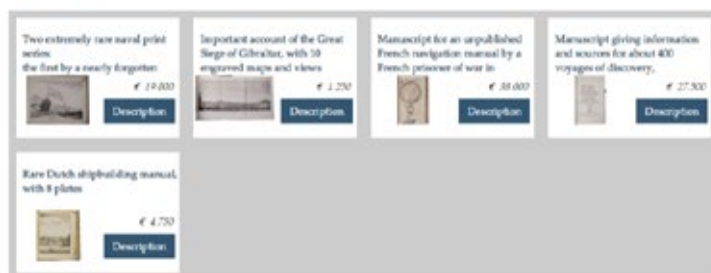 Two extremely rare naval print
series:
the first by a nearly forgotten
€ 19.000
Description
Important account of the Great
Siege of Gibraltar, with 10
engraved maps and views
€ 1.250
Description
Manuscript for an unpublished
French navigation manual by a
French prisoner of war in
€ 38.000
Description
Manuscript giving information
and sources for about 400
voyages of discovery,
€ 27.500
Description
Rare Dutch shipbuilding manual,
with 8 plates
€ 4.750
Description